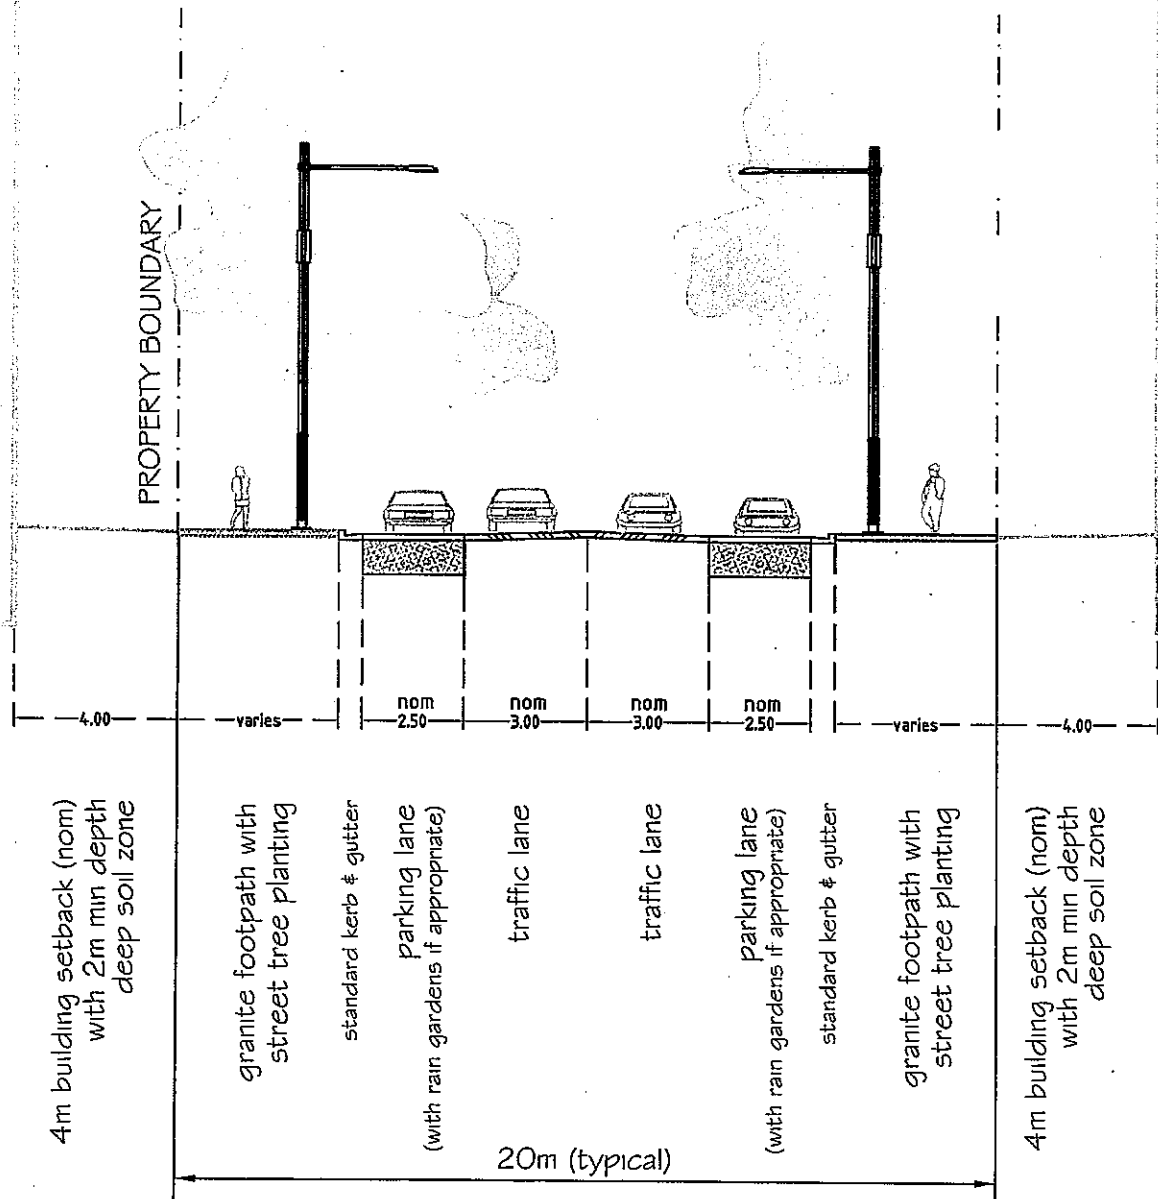 PROPERTY BOUNDARY
4.00
varies
nom
2.50
nom
3.00
nom
3.00
nom
2.50
varies
4.00
4m building setback (nom)
with 2m min depth
deep soil zone
granite footpath with
street tree planting
standard kerb & gutter
parking lane
(with rain gardens if appropriate)
traffic lane
traffic lane
parking lane
(with rain gardens if appropriate)
standard kerb & gutter
granite footpath with
street tree planting
4m building setback (nom)
with 2m min depth
deep soil zone
20m (typical)